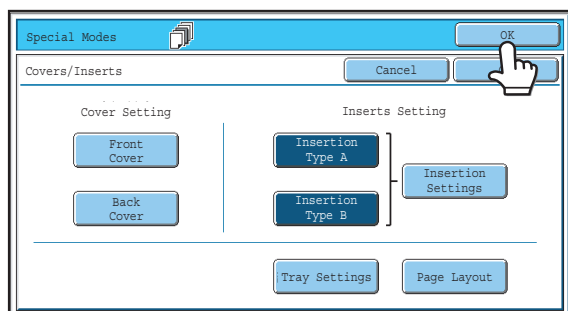 Special Modes
OK
Covers/Inserts
Cancel
Cover Setting
Inserts Setting
Front
Cover
Insertion
Type A
Insertion
Settings
Back
Cover
Insertion
Type B
Tray Settings
Page Layout